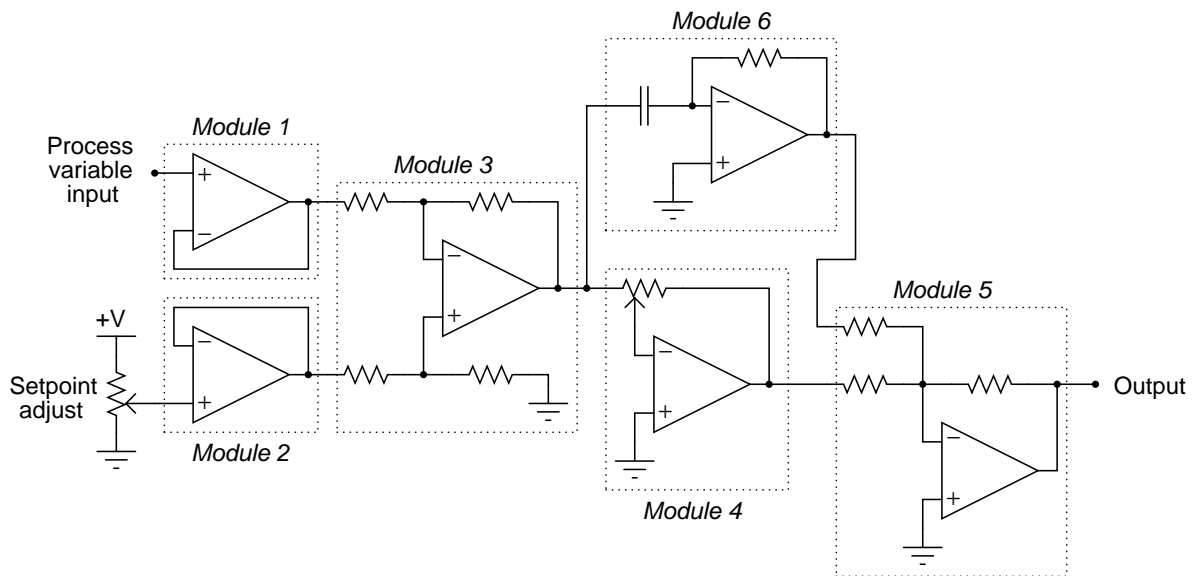 Module 6
Module 1
Process
variable
input
Module 3
+
−
−
+
−
+
−
+
Module 5
+V
Setpoint
adjust
−
+
Module 2
−
+
Output
Module 4
−
+